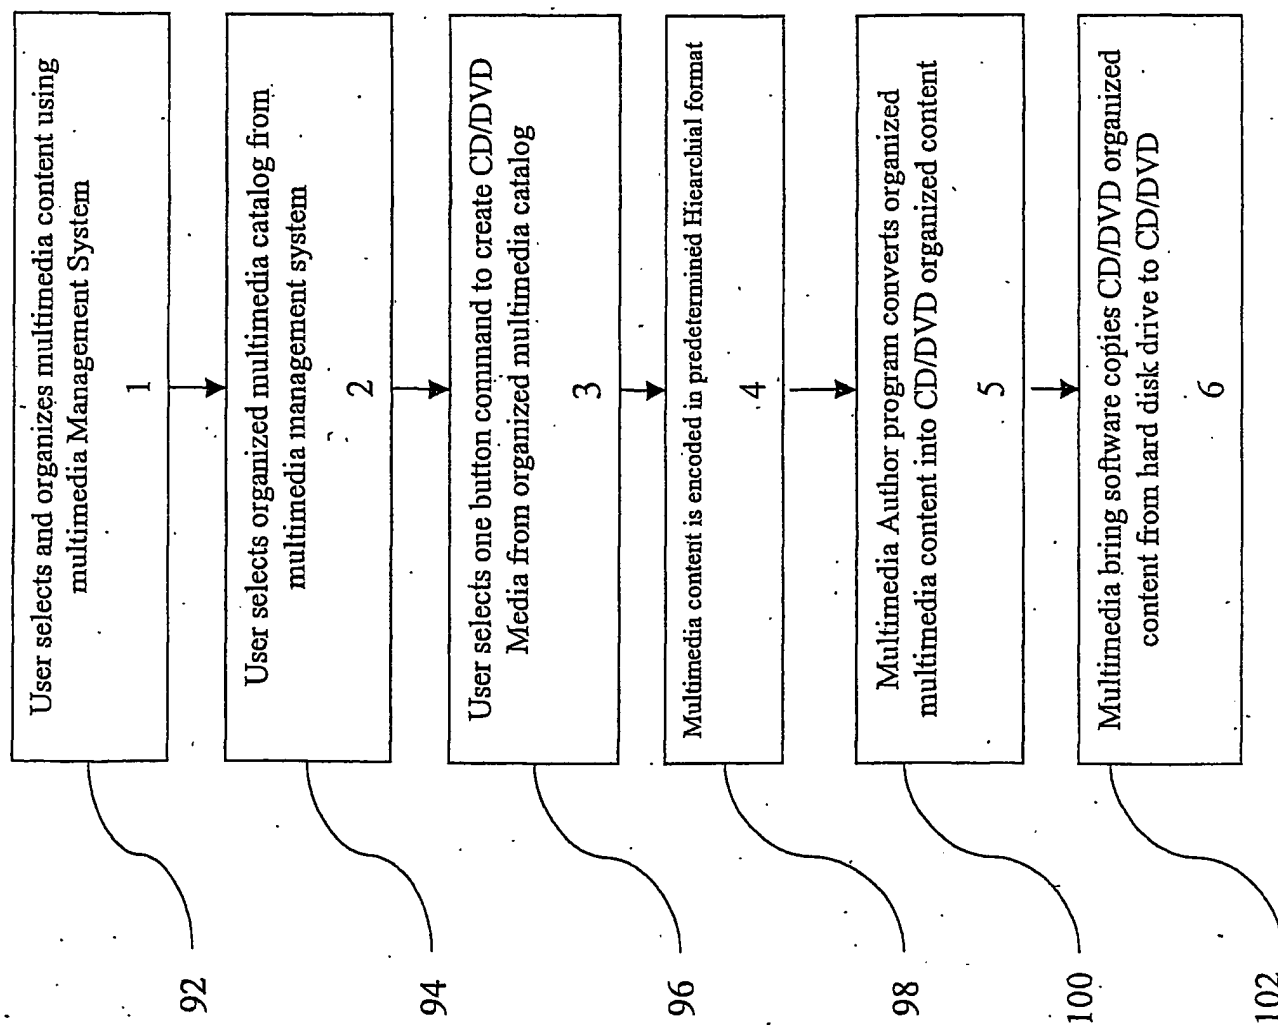 User selects and organizes multimedia content using
multimedia Management System
1
92
User selects organized multimedia catalog from
multimedia management system
2
94
User selects one button command to create CD/DVD
Media from organized multimedia catalog
3
96
Multimedia content is encoded in predetermined Hiearchial format
4
98
Multimedia Author program converts organized
multimedia content into CD/DVD organized content
5
100
Multimedia bring software copies CD/DVD organized
content from hard disk drive to CD/DVD
6
102